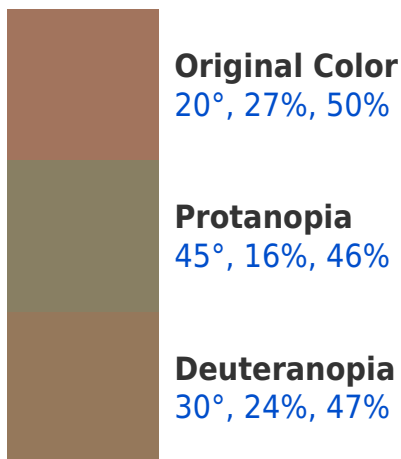 Original Color
20°, 27%, 50%
Protanopia
45°, 16%, 46%
Deuteranopia
30°, 24%, 47%